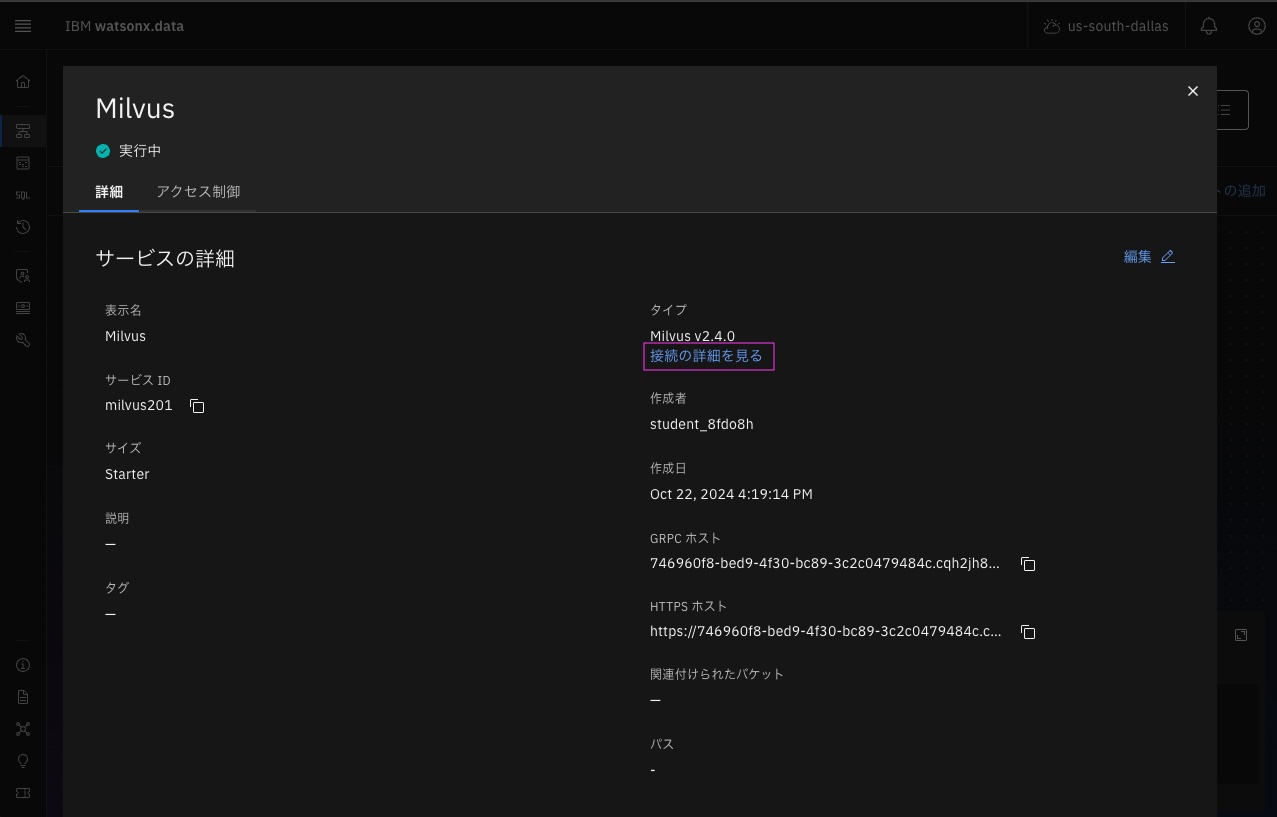 IBM watsonx.data
us-south-dallas
Milvus
実行中
詳細
アクセス制御
トの追加
サービスの詳細
編集
表示名
Milvus
サービス ID
milvus201
サイズ
Starter
説明
—
タグ
—
タイプ
Milvus v2.4.0
接続の詳細を見る
作成者
student_8fdo8h
作成日
Oct 22, 2024 4:19:14 PM
GRPC ホスト
746960f8-bed9-4f30-bc89-3c2c0479484c.cqh2jh8...
HTTPS ホスト
https://746960f8-bed9-4f30-bc89-3c2c0479484c.c...
関連付けられたバケット
—
パス
-
SQL